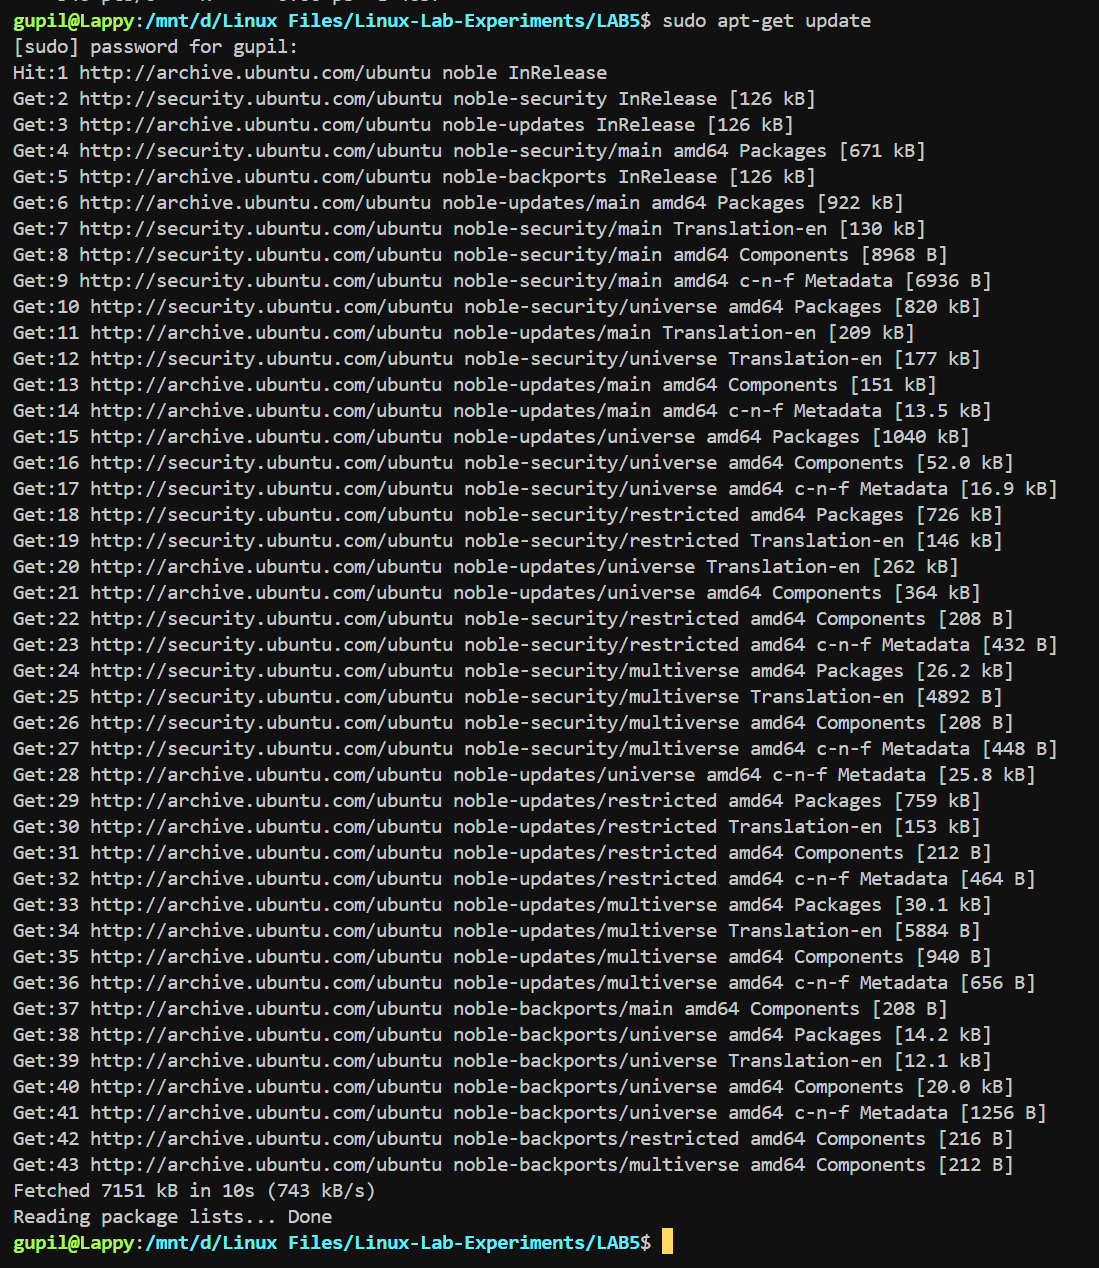 gupil@Lappy:/mnt/d/Linux Files/Linux-Lab-Experiments/LAB5$ sudo apt-get update
[sudo] password for gupil:
Hit:1 http://archive.ubuntu.com/ubuntu noble InRelease
Get:2 http://security.ubuntu.com/ubuntu noble-security InRelease [126 kB]
Get:3 http://archive.ubuntu.com/ubuntu noble-updates InRelease [126 kB]
Get:4 http://security.ubuntu.com/ubuntu noble-security/main amd64 Packages [671 kB]
Get:5 http://archive.ubuntu.com/ubuntu noble-backports InRelease [126 kB]
Get:6 http://archive.ubuntu.com/ubuntu noble-updates/main amd64 Packages [922 kB]
Get:7 http://security.ubuntu.com/ubuntu noble-security/main Translation-en [130 kB]
Get:8 http://security.ubuntu.com/ubuntu noble-security/main amd64 Components [8968 B]
Get:9 http://security.ubuntu.com/ubuntu noble-security/main amd64 c-n-f Metadata [6936 B]
Get:10 http://security.ubuntu.com/ubuntu noble-security/universe amd64 Packages [820 kB]
Get:11 http://archive.ubuntu.com/ubuntu noble-updates/main Translation-en [209 kB]
Get:12 http://security.ubuntu.com/ubuntu noble-security/universe Translation-en [177 kB]
Get:13 http://archive.ubuntu.com/ubuntu noble-updates/main amd64 Components [151 kB]
Get:14 http://archive.ubuntu.com/ubuntu noble-updates/main amd64 c-n-f Metadata [13.5 kB]
Get:15 http://archive.ubuntu.com/ubuntu noble-updates/universe amd64 Packages [1040 kB]
Get:16 http://security.ubuntu.com/ubuntu noble-security/universe amd64 Components [52.0 kB]
Get:17 http://security.ubuntu.com/ubuntu noble-security/universe amd64 c-n-f Metadata [16.9 kB]
Get:18 http://security.ubuntu.com/ubuntu noble-security/restricted amd64 Packages [726 kB]
Get:19 http://security.ubuntu.com/ubuntu noble-security/restricted Translation-en [146 kB]
Get:20 http://archive.ubuntu.com/ubuntu noble-updates/universe Translation-en [262 kB]
Get:21 http://archive.ubuntu.com/ubuntu noble-updates/universe amd64 Components [364 kB]
Get:22 http://security.ubuntu.com/ubuntu noble-security/restricted amd64 Components [208 B]
Get:23 http://security.ubuntu.com/ubuntu noble-security/restricted amd64 c-n-f Metadata [432 B]
Get:24 http://security.ubuntu.com/ubuntu noble-security/multiverse amd64 Packages [26.2 kB]
Get:25 http://security.ubuntu.com/ubuntu noble-security/multiverse Translation-en [4892 B]
Get:26 http://security.ubuntu.com/ubuntu noble-security/multiverse amd64 Components [208 B]
Get:27 http://security.ubuntu.com/ubuntu noble-security/multiverse amd64 c-n-f Metadata [448 B]
Get:28 http://archive.ubuntu.com/ubuntu noble-updates/universe amd64 c-n-f Metadata [25.8 kB]
Get:29 http://archive.ubuntu.com/ubuntu noble-updates/restricted amd64 Packages [759 kB]
Get:30 http://archive.ubuntu.com/ubuntu noble-updates/restricted Translation-en [153 kB]
Get:31 http://archive.ubuntu.com/ubuntu noble-updates/restricted amd64 Components [212 B]
Get:32 http://archive.ubuntu.com/ubuntu noble-updates/restricted amd64 c-n-f Metadata [464 B]
Get:33 http://archive.ubuntu.com/ubuntu noble-updates/multiverse amd64 Packages [30.1 kB]
Get:34 http://archive.ubuntu.com/ubuntu noble-updates/multiverse Translation-en [5884 B]
Get:35 http://archive.ubuntu.com/ubuntu noble-updates/multiverse amd64 Components [940 B]
Get:36 http://archive.ubuntu.com/ubuntu noble-updates/multiverse amd64 c-n-f Metadata [656 B]
Get:37 http://archive.ubuntu.com/ubuntu noble-backports/main amd64 Components [208 B]
Get:38 http://archive.ubuntu.com/ubuntu noble-backports/universe amd64 Packages [14.2 kB]
Get:39 http://archive.ubuntu.com/ubuntu noble-backports/universe Translation-en [12.1 kB]
Get:40 http://archive.ubuntu.com/ubuntu noble-backports/universe amd64 Components [20.0 kB]
Get:41 http://archive.ubuntu.com/ubuntu noble-backports/universe amd64 c-n-f Metadata [1256 B]
Get:42 http://archive.ubuntu.com/ubuntu noble-backports/restricted amd64 Components [216 B]
Get:43 http://archive.ubuntu.com/ubuntu noble-backports/multiverse amd64 Components [212 B]
Fetched 7151 kB in 10s (743 kB/s)
Reading package lists... Done
gupil@Lappy:/mnt/d/Linux Files/Linux-Lab-Experiments/LAB5$